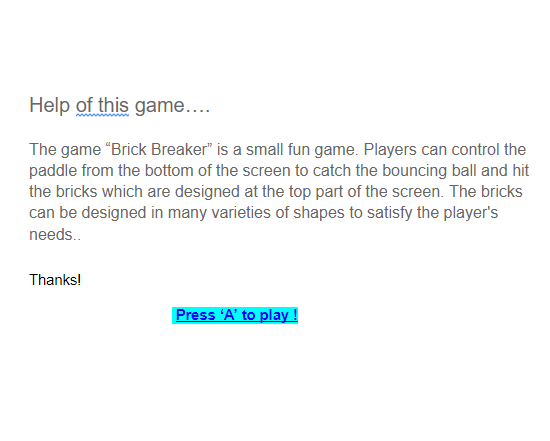 Help of this game….
The game “Brick Breaker” is a small fun game. Players can control the
paddle from the bottom of the screen to catch the bouncing ball and hit
the bricks which are designed at the top part of the screen. The bricks
can be designed in many varieties of shapes to satisfy the player's
needs..
Thanks!
Press ‘A’ to play !